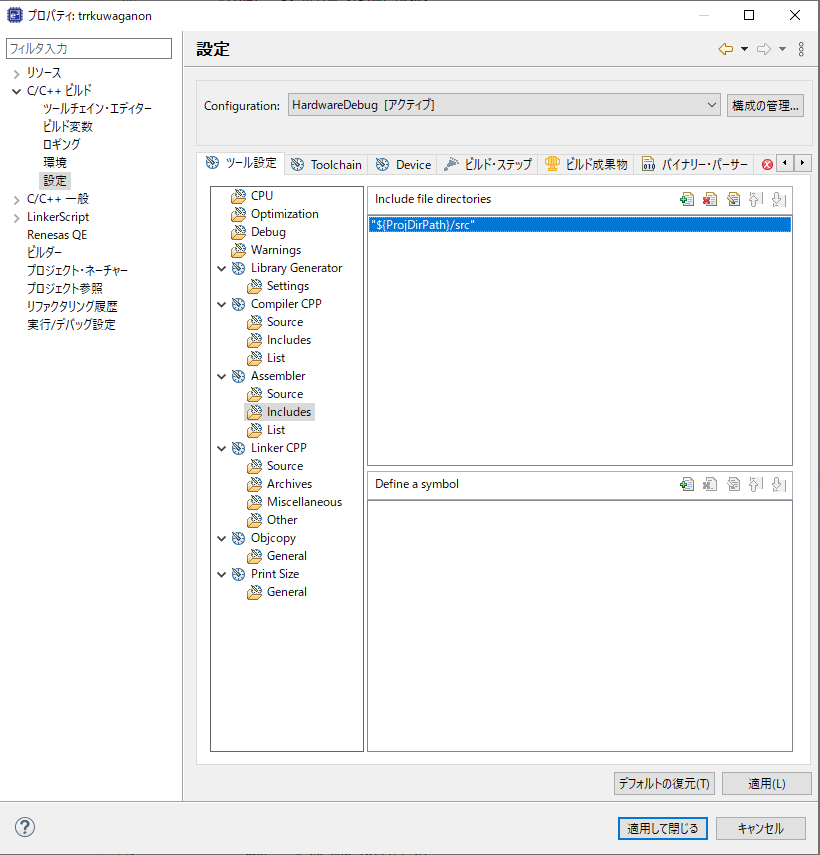 プロパティ: trrkuwaganon
フィルタ入力
リソース
C/C++ ビルド
ツールチェイン・エディター
ビルド変数
ロギング
環境
設定
C/C++ 一般
LinkerScript
Renesas QE
ビルダー
プロジェクト・ネーチャー
プロジェクト参照
リファクタリング履歴
実行/デバッグ設定
設定
Configuration: HardwareDebug [アクティブ] 構成の管理...
ツール設定 Toolchain Device ビルド・ステップ ビルド成果物 バイナリー・パーサー
CPU
Optimization
Debug
Warnings
Library Generator
Settings
Compiler CPP
Source
Includes
List
Assembler
Source
Includes
List
Linker CPP
Source
Archives
Miscellaneous
Other
Objcopy
General
Print Size
General
Include file directories
"${ProjDirPath}/src"
Define a symbol
デフォルトの復元(T) 適用(L)
適用して閉じる キャンセル